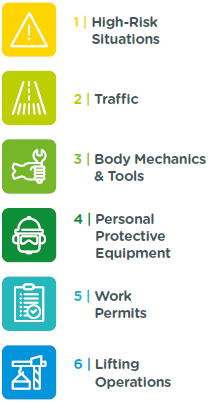 1 | High-Risk
Situations
2 | Traffic
3 | Body Mechanics
& Tools
4 | Personal
Protective
Equipment
5 | Work
Permits
6 | Lifting
Operations